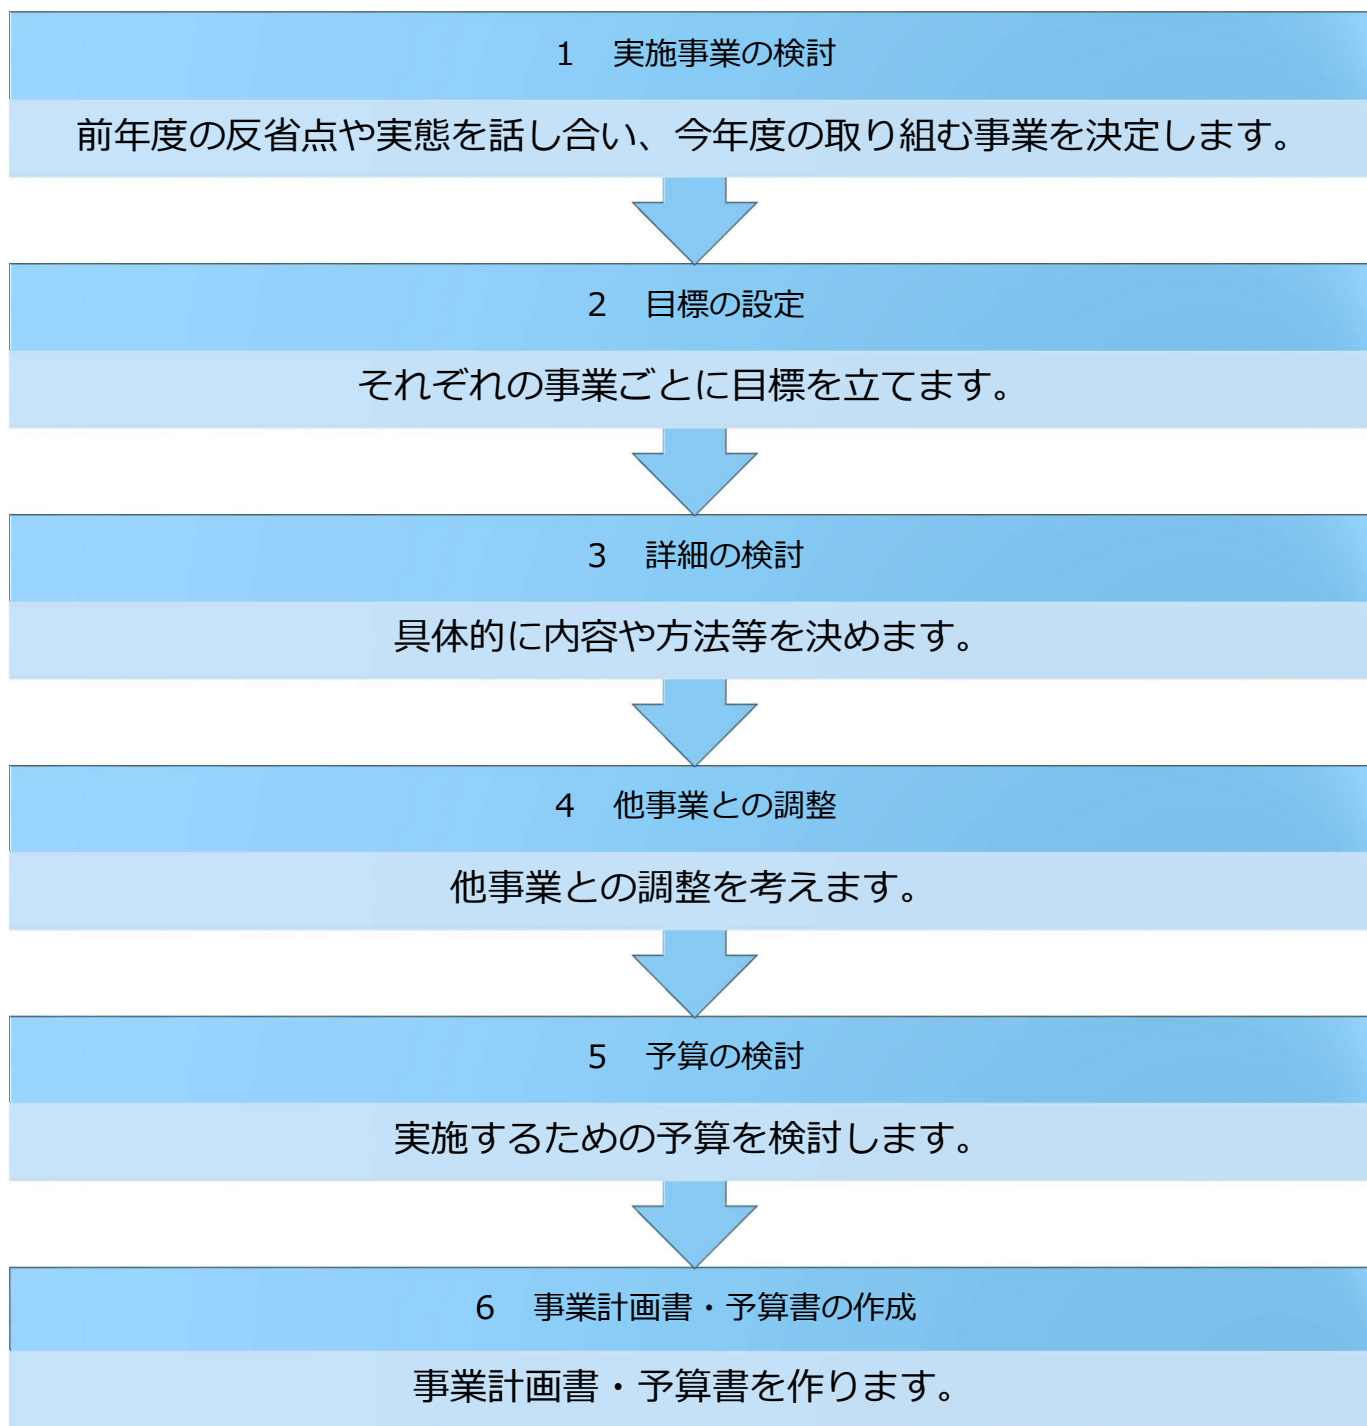 1　実施事業の検討
前年度の反省点や実態を話し合い、今年度の取り組む事業を決定します。
2　目標の設定
それぞれの事業ごとに目標を立てます。
3　詳細の検討
具体的に内容や方法等を決めます。
4　他事業との調整
他事業との調整を考えます。
5　予算の検討
実施するための予算を検討します。
6　事業計画書・予算書の作成
事業計画書・予算書を作ります。